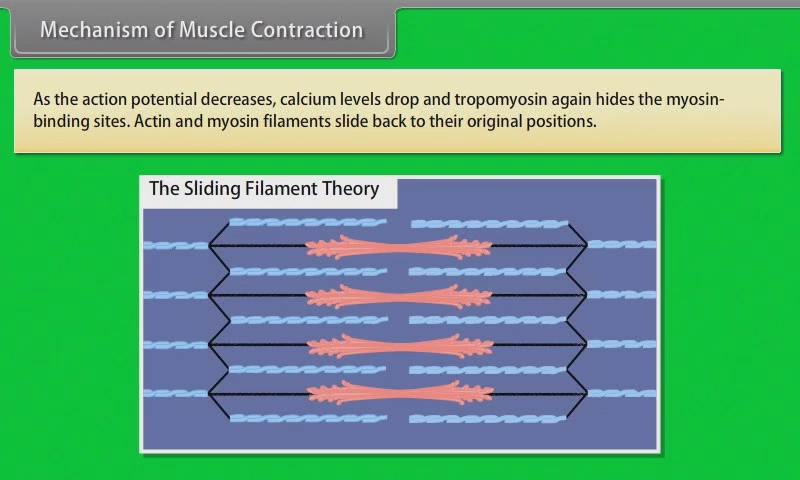 Mechanism of Muscle Contraction
As the action potential decreases, calcium levels drop and tropomyosin again hides the myosin-
binding sites. Actin and myosin filaments slide back to their original positions.
The Sliding Filament Theory